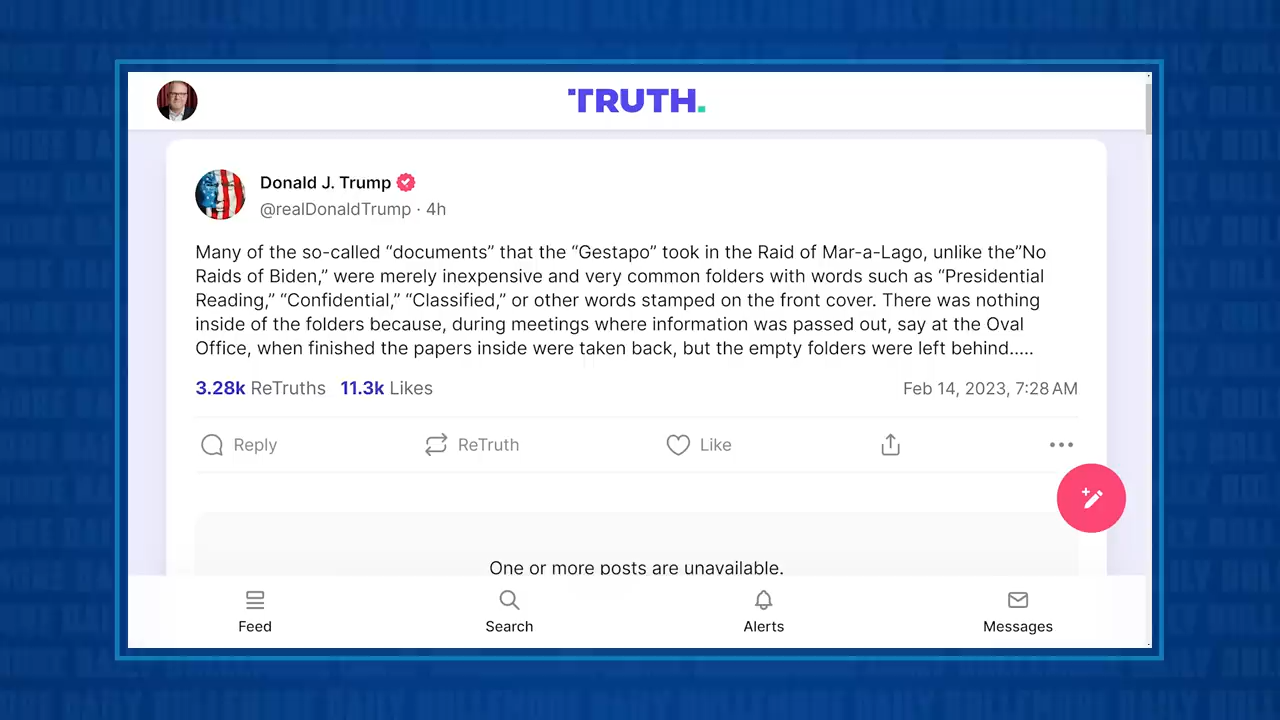 TRUTH.
Donald J. Trump
@realDonaldTrump · 4h
Many of the so-called “documents” that the “Gestapo” took in the Raid of Mar-a-Lago, unlike the”No
Raids of Biden,” were merely inexpensive and very common folders with words such as “Presidential
Reading,” “Confidential,” “Classified,” or other words stamped on the front cover. There was nothing
inside of the folders because, during meetings where information was passed out, say at the Oval
Office, when finished the papers inside were taken back, but the empty folders were left behind.....
3.28k ReTruths 11.3k Likes Feb 14, 2023, 7:28 AM
Reply ReTruth Like
One or more posts are unavailable.
Feed Search Alerts Messages